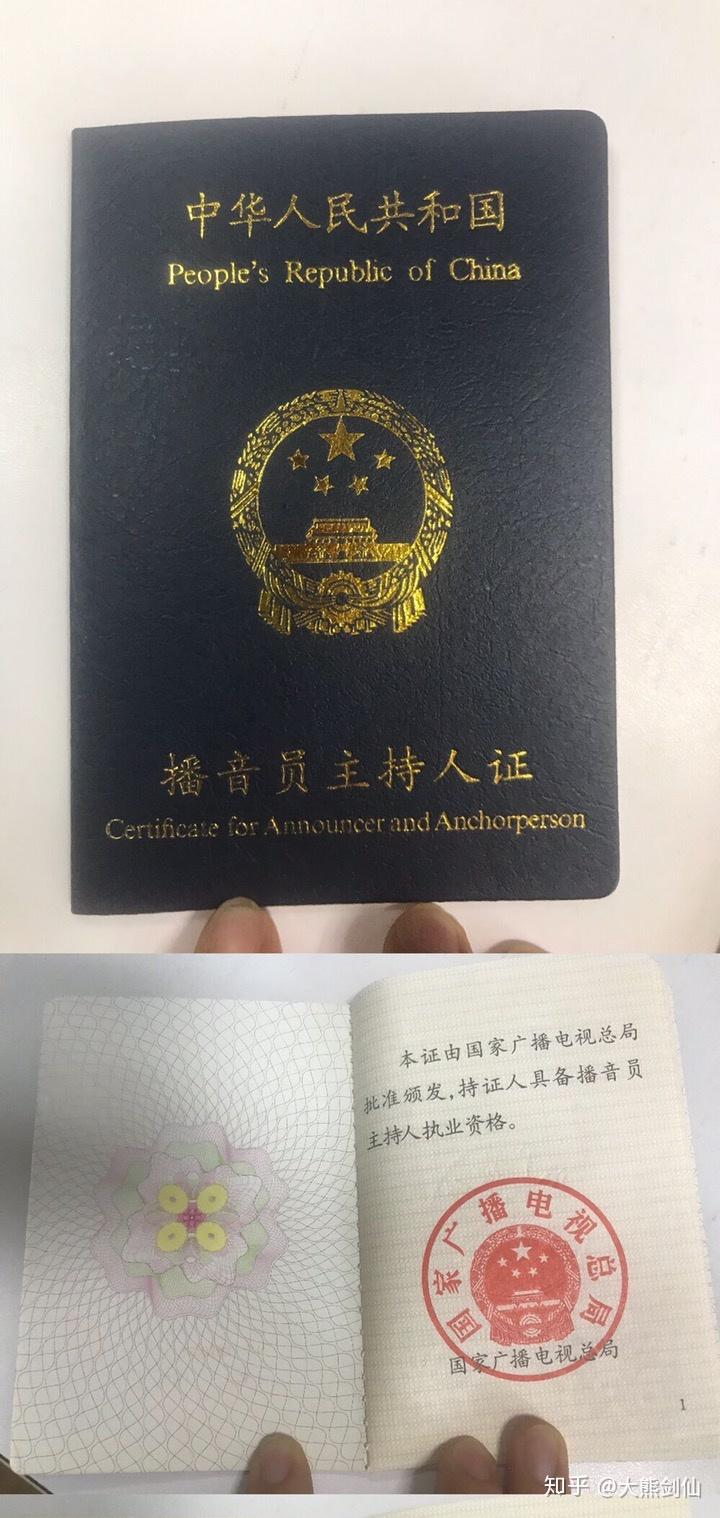 中华人民共和国
People's Republic of China
播音员主持人证
Certificate for Announcer and Anchorperson
本证由国家广播电视总局
批准颁发，持证人具备播音员
主持人执业资格。
国家广播电视总局
国家广播电视总局
1
知乎 @大熊剑仙